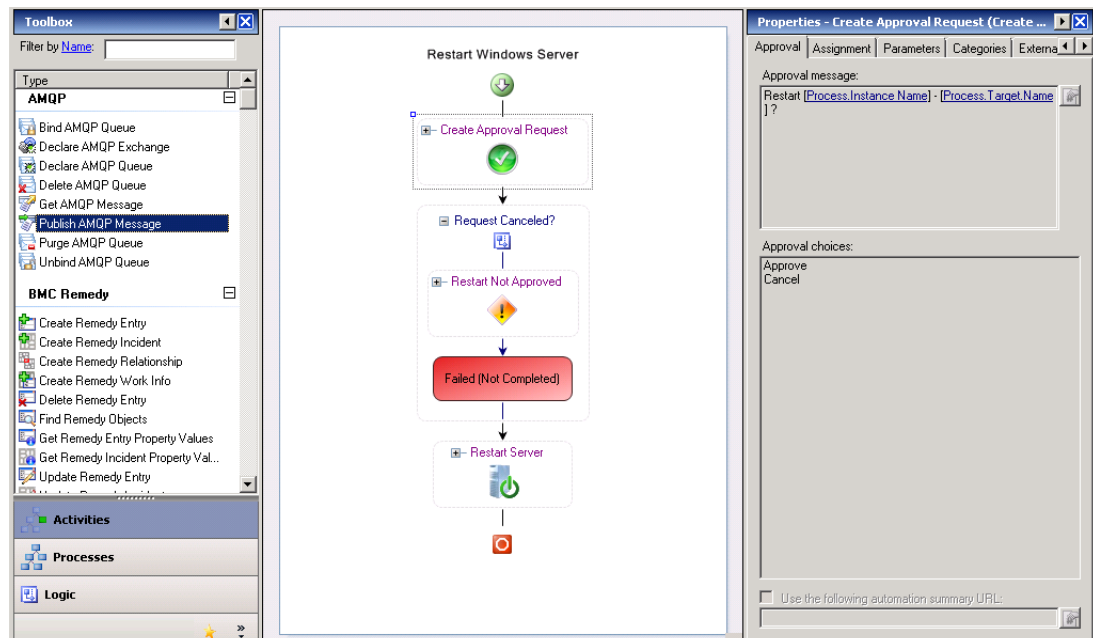 Toolbox
Filter by Name:
Type
AMQP
Bind AMQP Queue
Declare AMQP Exchange
Declare AMQP Queue
Delete AMQP Queue
Get AMQP Message
Publish AMQP Message
Purge AMQP Queue
Unbind AMQP Queue
BMC Remedy
Create Remedy Entry
Create Remedy Incident
Create Remedy Relationship
Create Remedy Work Info
Delete Remedy Entry
Find Remedy Objects
Get Remedy Entry Property Values
Get Remedy Incident Property Val...
Update Remedy Entry
Activities
Processes
Logic
Restart Windows Server
Create Approval Request
Request Canceled?
Restart Not Approved
Failed (Not Completed)
Restart Server
Properties - Create Approval Request (Create ...
Approval Assignment Parameters Categories Externa
Approval message:
Restart [Process.Instance Name] - [Process.Target.Name
] ?
Approval choices:
Approve
Cancel
Use the following automation summary URL: